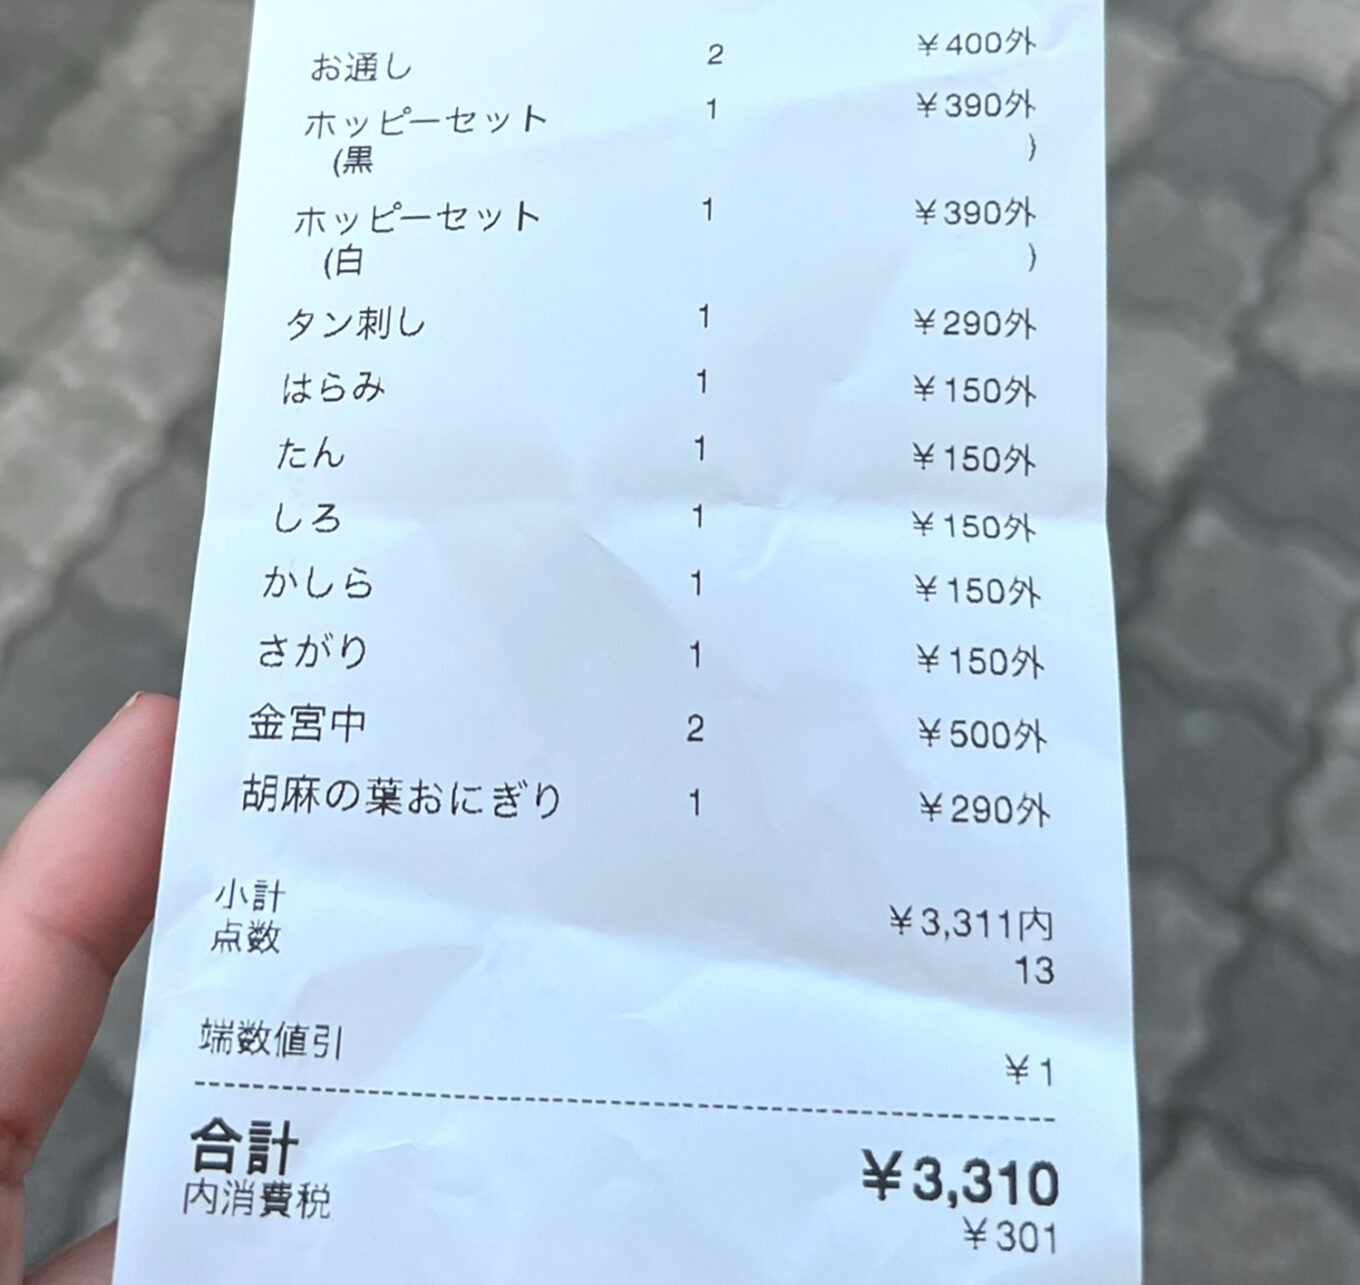 お通し 2 ¥400外
ホッピーセット 1 ¥390外
(黒 )
ホッピーセット 1 ¥390外
(白 )
タン刺し 1 ¥290外
はらみ 1 ¥150外
たん 1 ¥150外
しろ 1 ¥150外
かしら 1 ¥150外
さがり 1 ¥150外
金宮中 2 ¥500外
胡麻の葉おにぎり 1 ¥290外
小計 ¥3,311内
点数 13
端数値引 ¥1
合計 ¥3,310
内消費税 ¥301